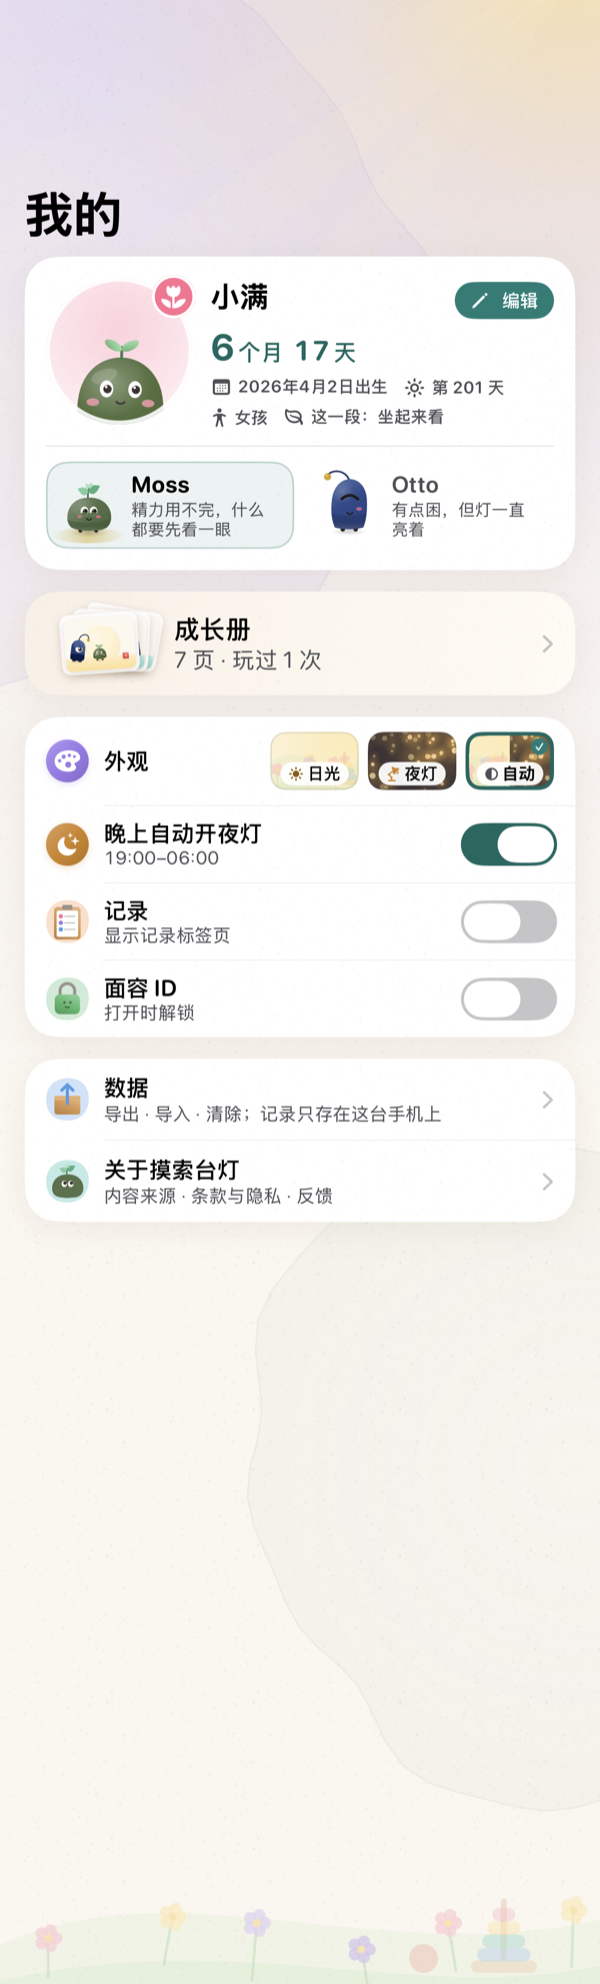 我的
小满
编辑
6个月 17天
2026年4月2日出生 第 201 天
女孩 这一段：坐起来看
Moss
精力用不完，什么
都要先看一眼
Otto
有点困，但灯一直
亮着
成长册
7 页 · 玩过 1 次
外观
日光
夜灯
自动
晚上自动开夜灯
19:00–06:00
记录
显示记录标签页
面容 ID
打开时解锁
数据
导出 · 导入 · 清除；记录只存在这台手机上
关于摸索台灯
内容来源 · 条款与隐私 · 反馈